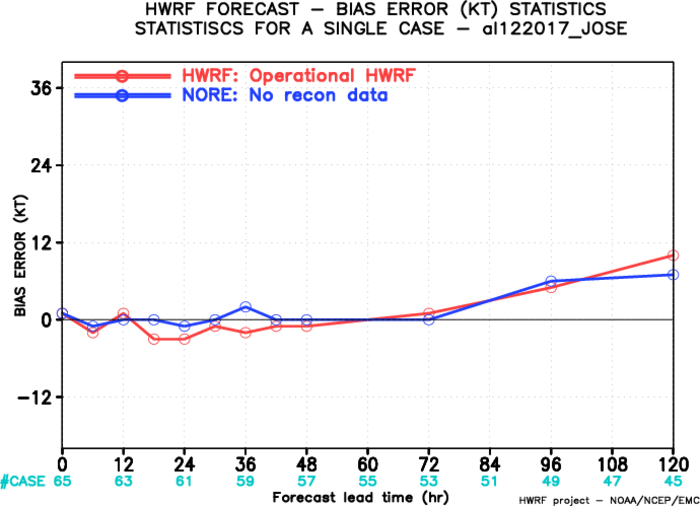 HWRF FORECAST − BIAS ERROR (KT) STATISTICS
STATISTISCS FOR A SINGLE CASE − al122017_JOSE
HWRF: Operational HWRF
NORE: No recon data
36
24
12
0
−12
BIAS ERROR (KT)
0 12 24 36 48 60 72 84 96 108 120
#CASE 65 63 61 59 57 55 53 51 49 47 45
Forecast lead time (hr)
HWRF project − NOAA/NCEP/EMC